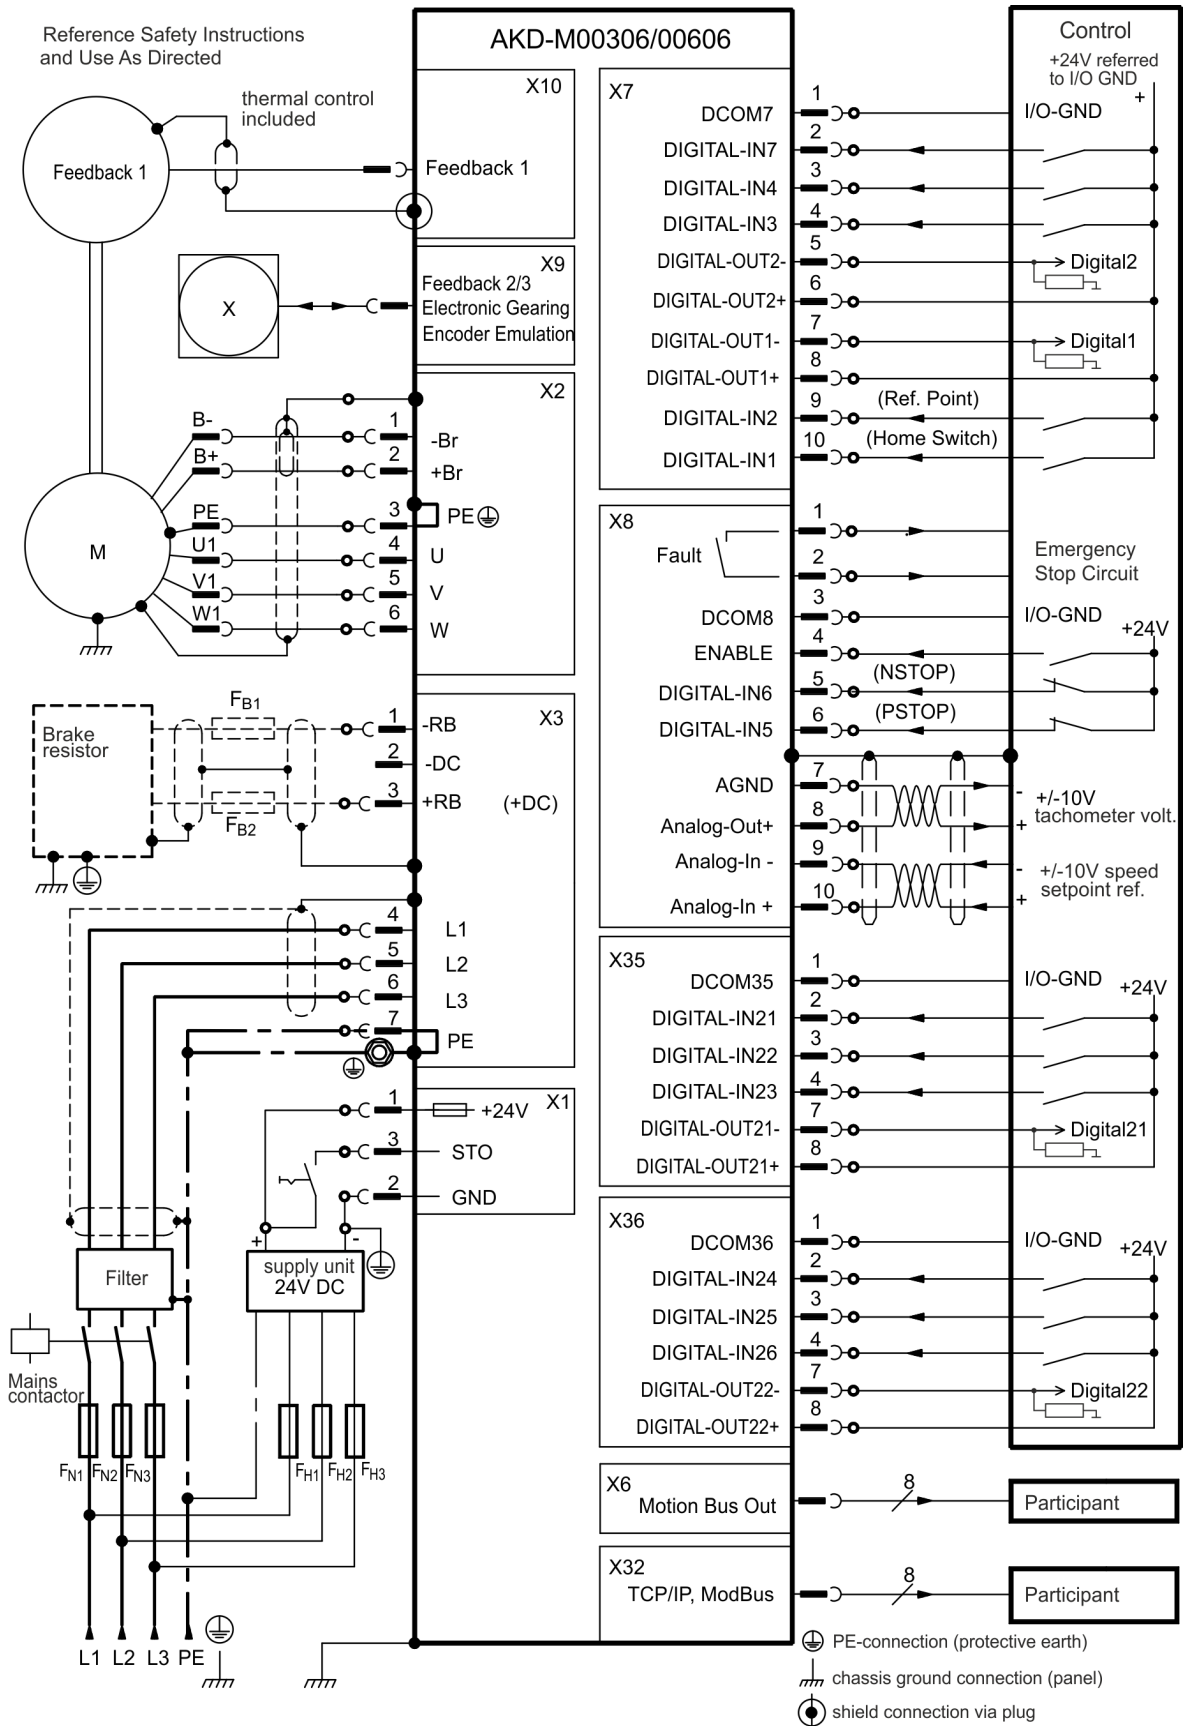 Reference Safety Instructions
and Use As Directed
AKD-M00306/00606
Control
+24V referred
to I/O GND
+
thermal control
included
Feedback 1
X10
Feedback 1
X
X9
Feedback 2/3
Electronic Gearing
Encoder Emulation
X2
B-
1
-Br
B+
2
+Br
PE
3
PE
U1
4
U
V1
5
V
W1
6
W
M
Brake
resistor
FB1
FB2
X3
1
-RB
2
-DC
3
+RB
(+DC)
4
L1
5
L2
6
L3
7
PE
X1
1
+24V
3
STO
2
GND
+
-
supply unit
24V DC
Filter
Mains
contactor
FN1
FN2
FN3
FH1
FH2
FH3
L1
L2
L3
PE
X7
DCOM7
1
I/O-GND
DIGITAL-IN7
2
DIGITAL-IN4
3
DIGITAL-IN3
4
DIGITAL-OUT2-
5
Digital2
DIGITAL-OUT2+
6
DIGITAL-OUT1-
7
Digital1
DIGITAL-OUT1+
8
DIGITAL-IN2
9
(Ref. Point)
DIGITAL-IN1
10
(Home Switch)
X8
Fault
1
2
Emergency
Stop Circuit
DCOM8
3
I/O-GND
+24V
ENABLE
4
DIGITAL-IN6
5
(NSTOP)
DIGITAL-IN5
6
(PSTOP)
AGND
7
-
Analog-Out+
8
+
+/-10V
tachometer volt.
Analog-In -
9
-
Analog-In +
10
+
+/-10V speed
setpoint ref.
X35
DCOM35
1
I/O-GND
+24V
DIGITAL-IN21
2
DIGITAL-IN22
3
DIGITAL-IN23
4
DIGITAL-OUT21-
7
Digital21
DIGITAL-OUT21+
8
X36
DCOM36
1
I/O-GND
+24V
DIGITAL-IN24
2
DIGITAL-IN25
3
DIGITAL-IN26
4
DIGITAL-OUT22-
7
Digital22
DIGITAL-OUT22+
8
X6
Motion Bus Out
8
Participant
X32
TCP/IP, ModBus
8
Participant
PE-connection (protective earth)
chassis ground connection (panel)
shield connection via plug